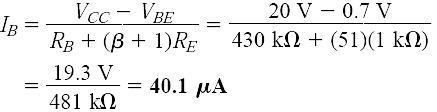 I_B = (V_CC − V_BE) / (R_B + (β + 1)R_E) = (20 V − 0.7 V) / (430 kΩ + (51)(1 kΩ))
= 19.3 V / 481 kΩ = 40.1 μA